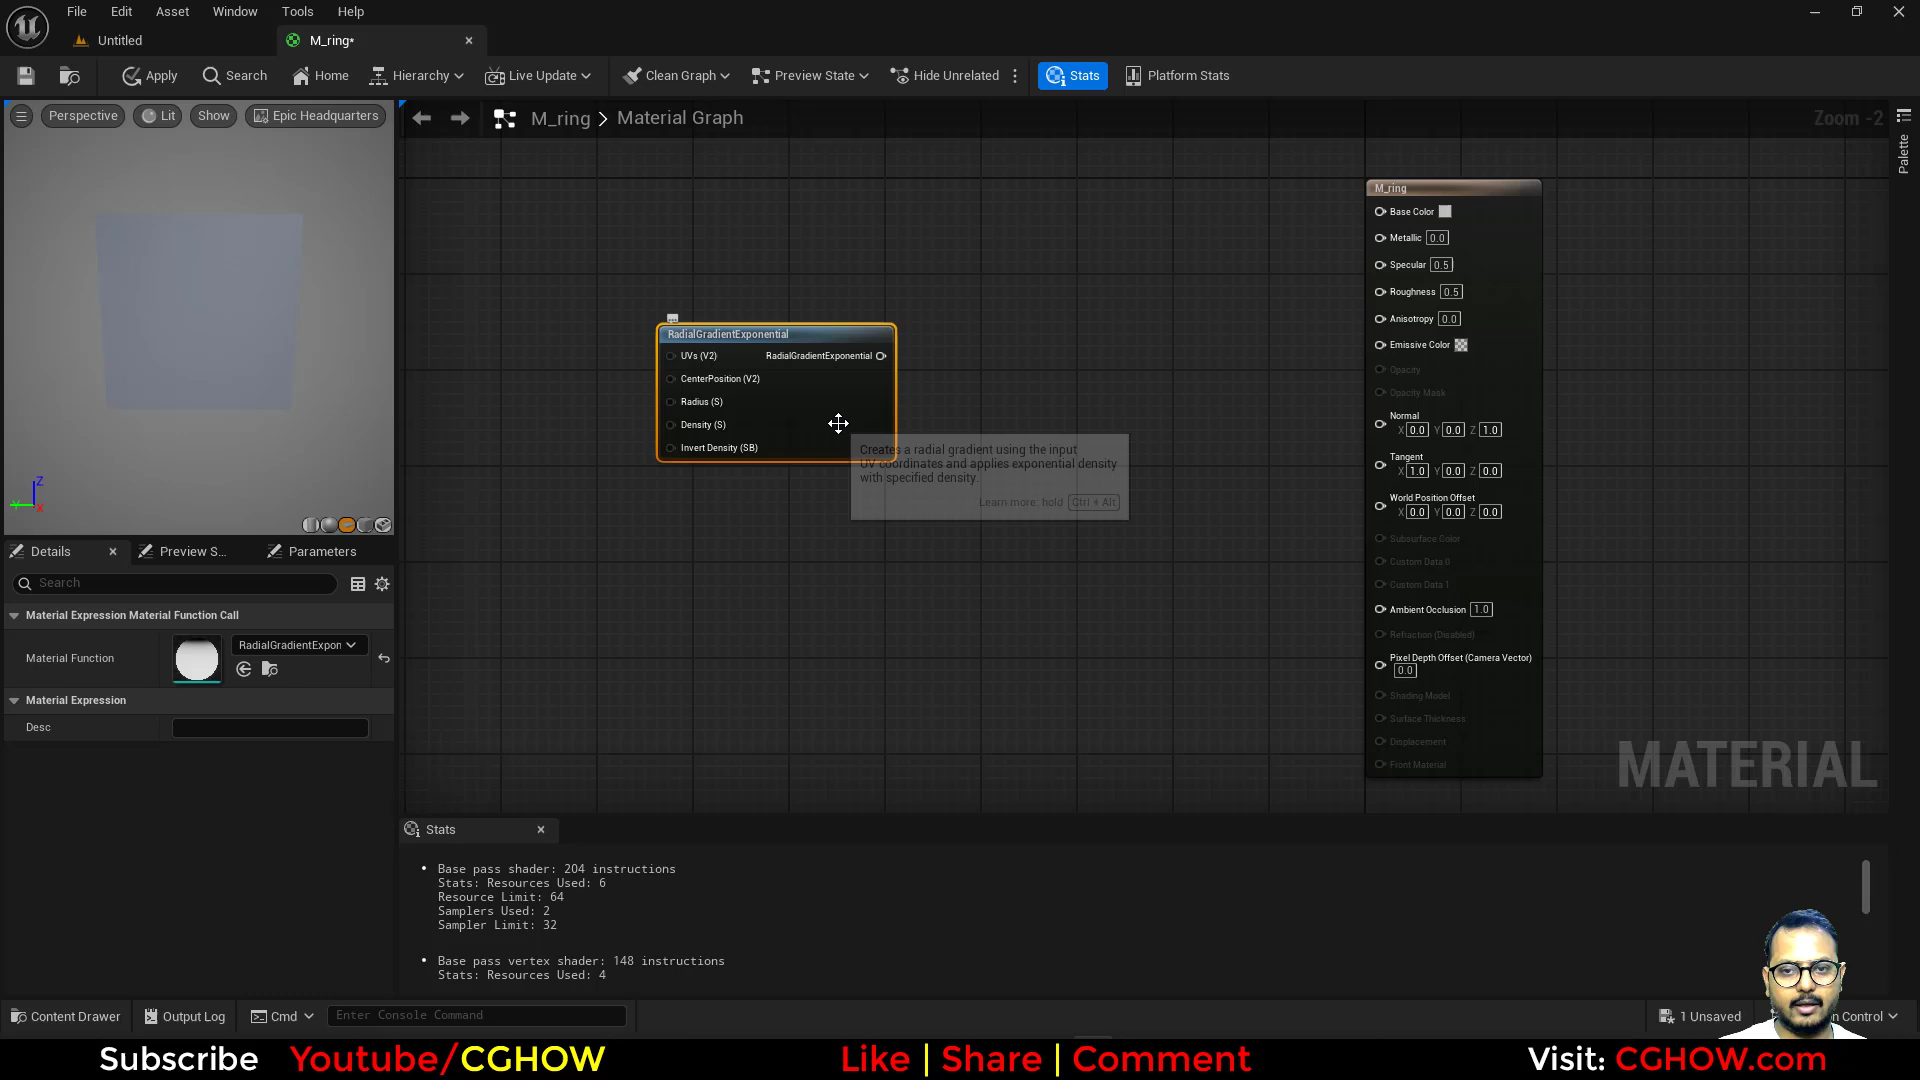 File Edit Asset Window Tools Help
Untitled
M_ring*
Apply Search Home Hierarchy Live Update Clean Graph Preview State Hide Unrelated Stats Platform Stats
Perspective Lit Show Epic Headquarters
M_ring > Material Graph
Zoom -2
Palette
M_ring
Base Color
Metallic 0.0
Specular 0.5
Roughness 0.5
Anisotropy 0.0
Emissive Color
Opacity
Opacity Mask
Normal
X 0.0 Y 0.0 Z 1.0
Tangent
X 1.0 Y 0.0 Z 0.0
World Position Offset
X 0.0 Y 0.0 Z 0.0
Subsurface Color
Custom Data 0
Custom Data 1
Ambient Occlusion 1.0
Refraction (Disabled)
Pixel Depth Offset (Camera Vector)
0.0
Shading Model
Surface Thickness
Displacement
Front Material
MATERIAL
RadialGradientExponential
UVs (V2) RadialGradientExponential
CenterPosition (V2)
Radius (S)
Density (S)
Invert Density (SB)
Creates a radial gradient using the input
UV coordinates and applies exponential density
with specified density.
Learn more: hold Ctrl + Alt
Z
Y
X
Details
Preview S...
Parameters
Search
Material Expression Material Function Call
Material Function RadialGradientExpon
Material Expression
Desc
Stats
• Base pass shader: 204 instructions
Stats: Resources Used: 6
Resource Limit: 64
Samplers Used: 2
Sampler Limit: 32
• Base pass vertex shader: 148 instructions
Stats: Resources Used: 4
Content Drawer Output Log Cmd Enter Console Command
1 Unsaved
n Control
Subscribe Youtube/CGHOW Like | Share | Comment Visit: CGHOW.com